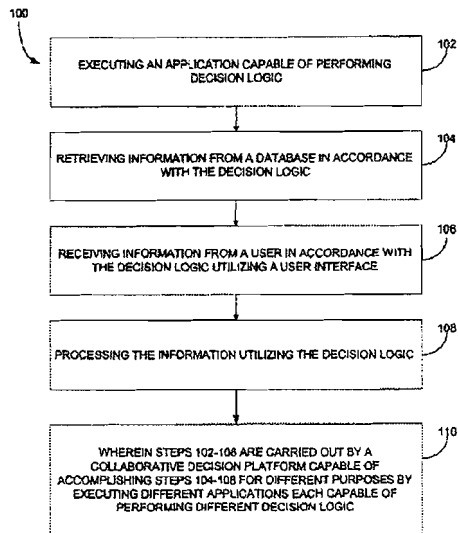 100
EXECUTING AN APPLICATION CAPABLE OF PERFORMING
DECISION LOGIC
102
RETRIEVING INFORMATION FROM A DATABASE IN ACCORDANCE
WITH THE DECISION LOGIC
104
RECEIVING INFORMATION FROM A USER IN ACCORDANCE WITH
THE DECISION LOGIC UTILIZING A USER INTERFACE
106
PROCESSING THE INFORMATION UTILIZING THE DECISION LOGIC
108
WHEREIN STEPS 102-108 ARE CARRIED OUT BY A
COLLABORATIVE DECISION PLATFORM CAPABLE OF
ACCOMPLISHING STEPS 104-108 FOR DIFFERENT PURPOSES BY
EXECUTING DIFFERENT APPLICATIONS EACH CAPABLE OF
PERFORMING DIFFERENT DECISION LOGIC
110